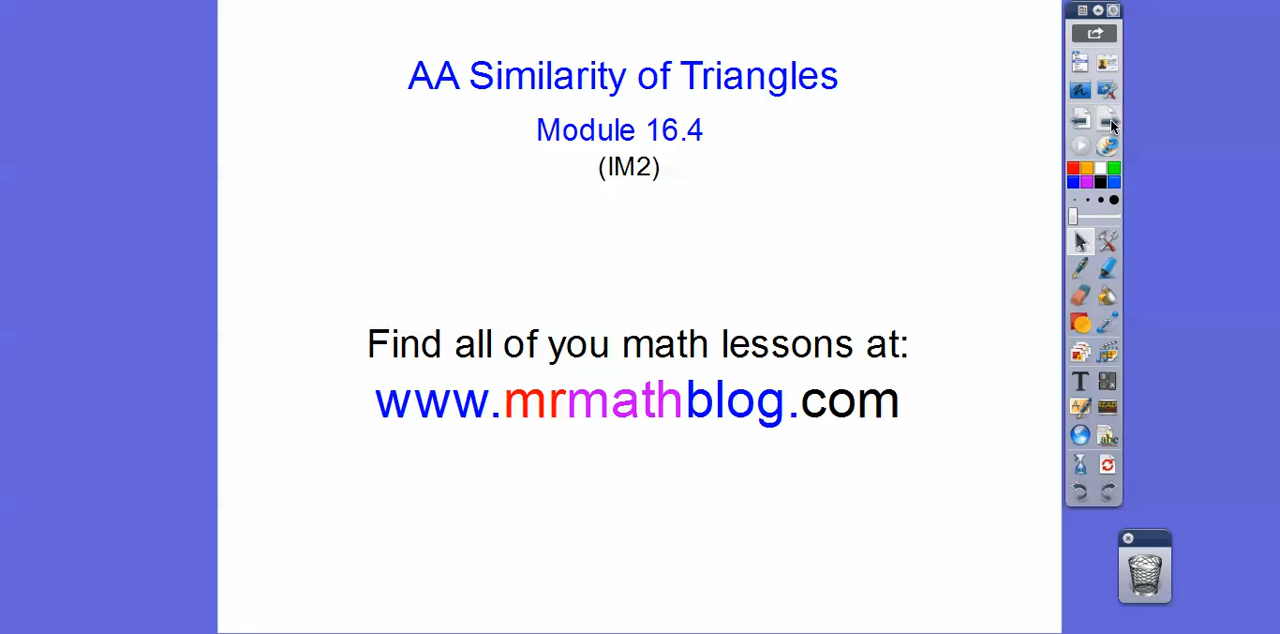 AA Similarity of Triangles
Module 16.4
(IM2)
Find all of you math lessons at:
www.mrmathblog.com